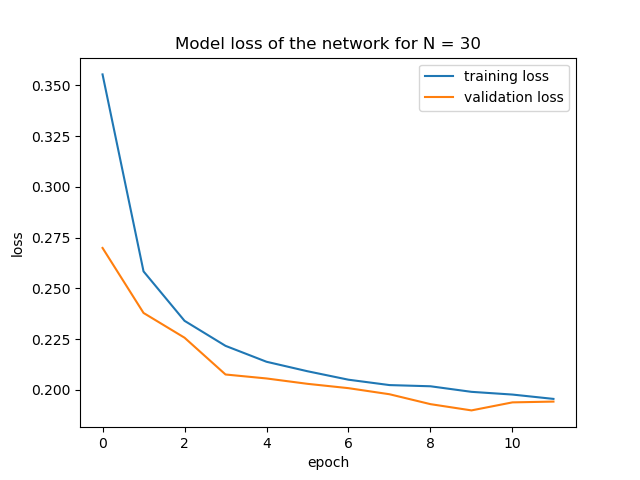 Model loss of the network for N = 30
training loss
validation loss
0.350
0.325
0.300
0.275
0.250
0.225
0.200
loss
0 2 4 6 8 10
epoch